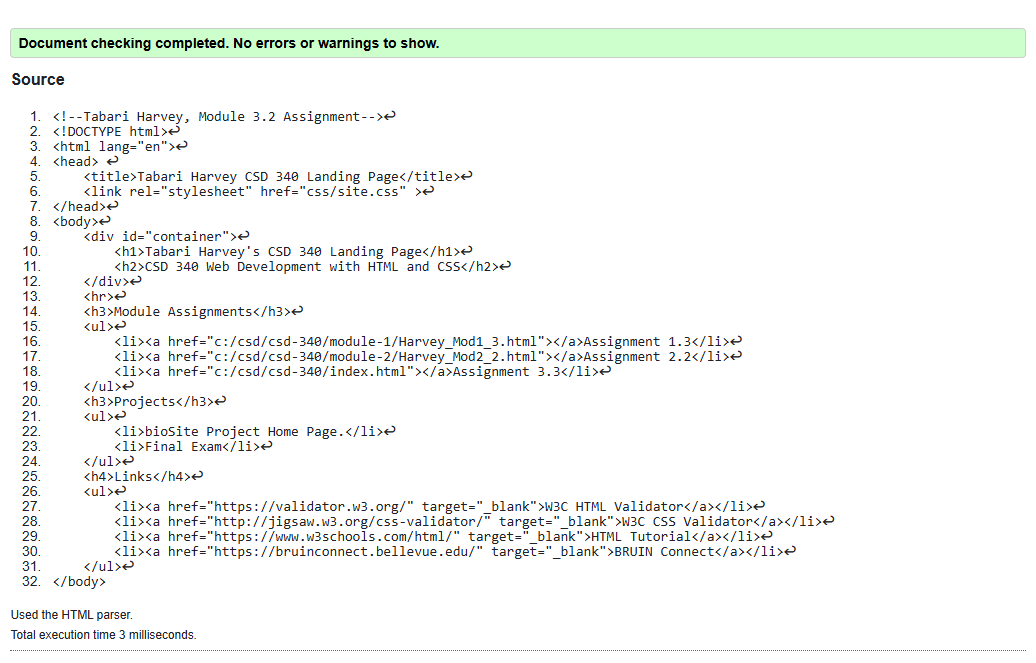 Document checking completed. No errors or warnings to show.
Source
1. <!--Tabari Harvey, Module 3.2 Assignment-->↩
2. <!DOCTYPE html>↩
3. <html lang="en">↩
4. <head> ↩
5.     <title>Tabari Harvey CSD 340 Landing Page</title>↩
6.     <link rel="stylesheet" href="css/site.css" >↩
7. </head>↩
8. <body>↩
9.     <div id="container">↩
10.         <h1>Tabari Harvey's CSD 340 Landing Page</h1>↩
11.         <h2>CSD 340 Web Development with HTML and CSS</h2>↩
12.     </div>↩
13.     <hr>↩
14.     <h3>Module Assignments</h3>↩
15.     <ul>↩
16.         <li><a href="c:/csd/csd-340/module-1/Harvey_Mod1_3.html"></a>Assignment 1.3</li>↩
17.         <li><a href="c:/csd/csd-340/module-2/Harvey_Mod2_2.html"></a>Assignment 2.2</li>↩
18.         <li><a href="c:/csd/csd-340/index.html"></a>Assignment 3.3</li>↩
19.     </ul>↩
20.     <h3>Projects</h3>↩
21.     <ul>↩
22.         <li>bioSite Project Home Page.</li>↩
23.         <li>Final Exam</li>↩
24.     </ul>↩
25.     <h4>Links</h4>↩
26.     <ul>↩
27.         <li><a href="https://validator.w3.org/" target="_blank">W3C HTML Validator</a></li>↩
28.         <li><a href="http://jigsaw.w3.org/css-validator/" target="_blank">W3C CSS Validator</a></li>↩
29.         <li><a href="https://www.w3schools.com/html/" target="_blank">HTML Tutorial</a></li>↩
30.         <li><a href="https://bruinconnect.bellevue.edu/" target="_blank">BRUIN Connect</a></li>↩
31.     </ul>↩
32. </body>
Used the HTML parser.
Total execution time 3 milliseconds.